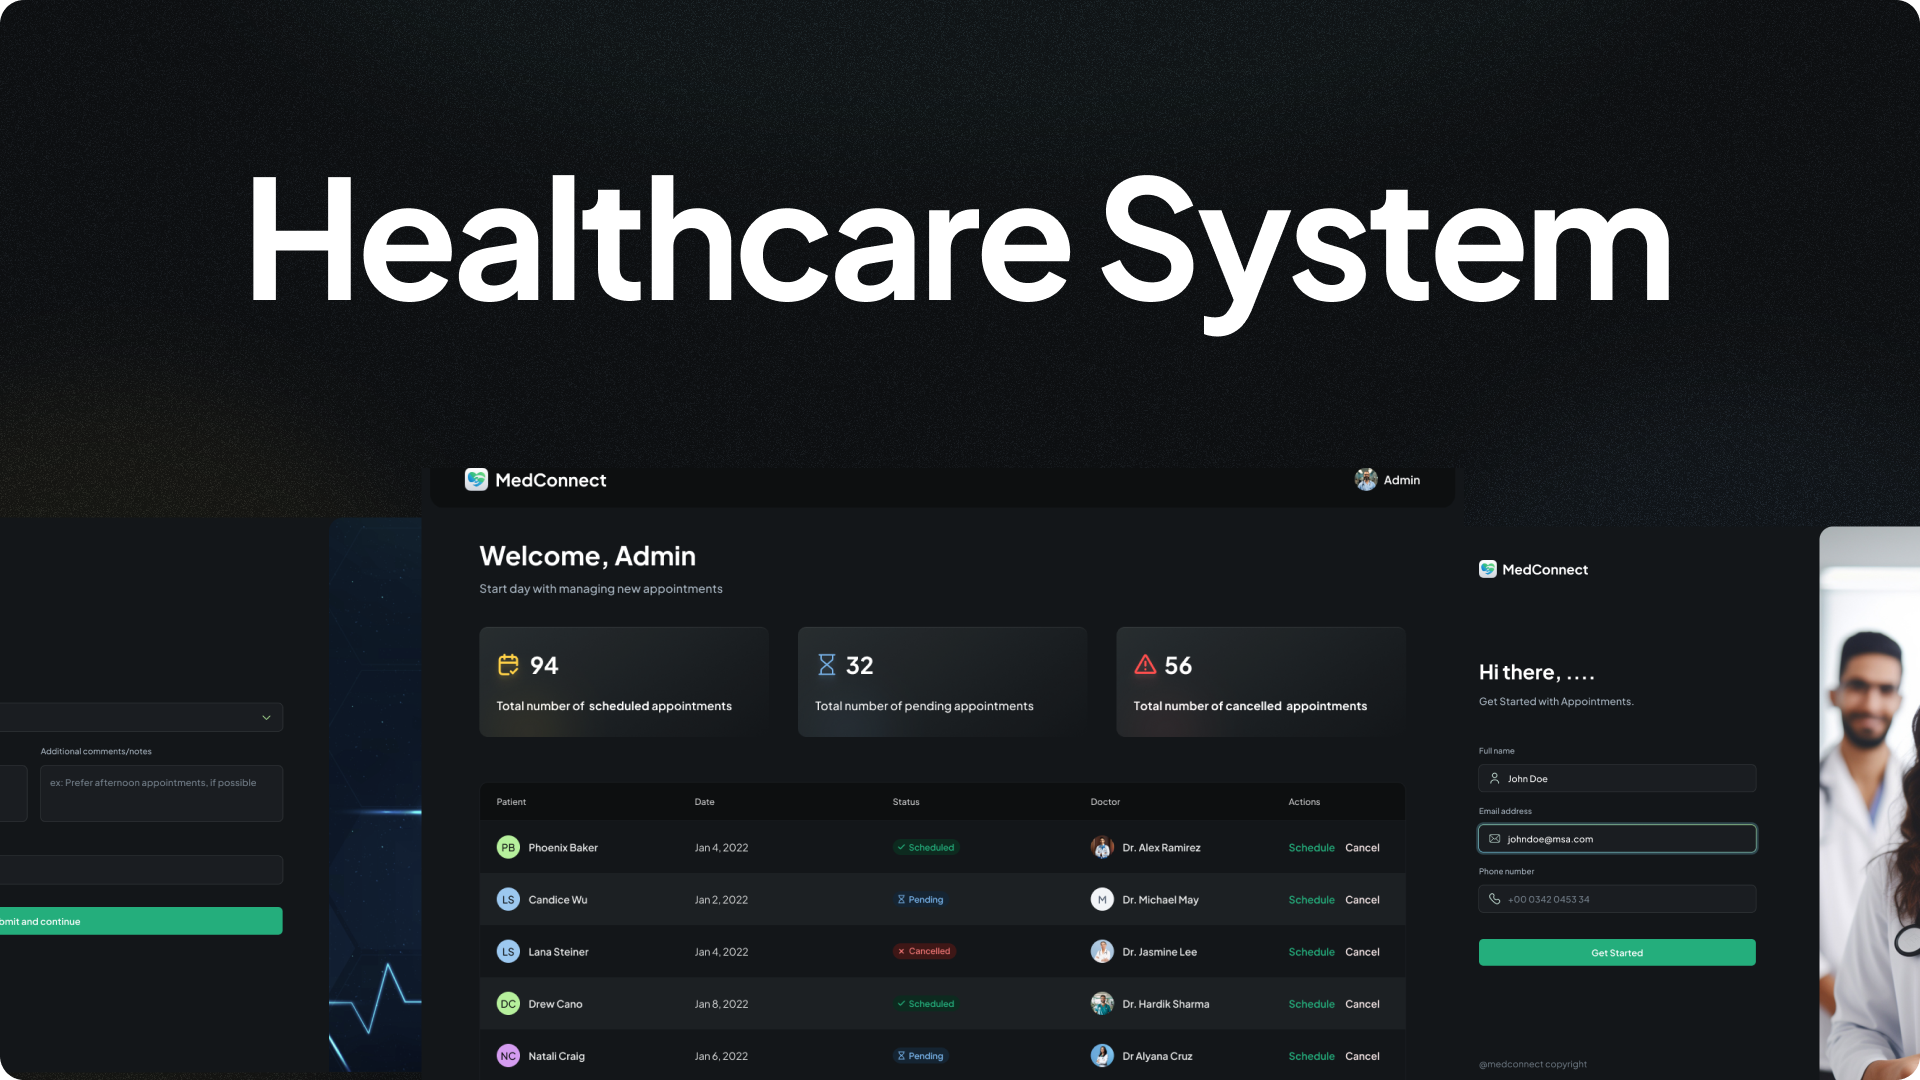 Healthcare System
MedConnect
Admin
Welcome, Admin
Start day with managing new appointments
94
Total number of scheduled appointments
32
Total number of pending appointments
56
Total number of cancelled appointments
Patient Date Status Doctor Actions
PB Phoenix Baker Jan 4, 2022 Scheduled Dr. Alex Ramirez Schedule Cancel
LS Candice Wu Jan 2, 2022 Pending M Dr. Michael May Schedule Cancel
LS Lana Steiner Jan 4, 2022 Cancelled Dr. Jasmine Lee Schedule Cancel
DC Drew Cano Jan 8, 2022 Scheduled Dr. Hardik Sharma Schedule Cancel
NC Natali Craig Jan 6, 2022 Pending Dr Alyana Cruz Schedule Cancel
Additional comments/notes
ex: Prefer afternoon appointments, if possible
bmit and continue
MedConnect
Hi there, ....
Get Started with Appointments.
Full name
John Doe
Email address
johndoe@msa.com
Phone number
+00 0342 0453 34
Get Started
@medconnect copyright